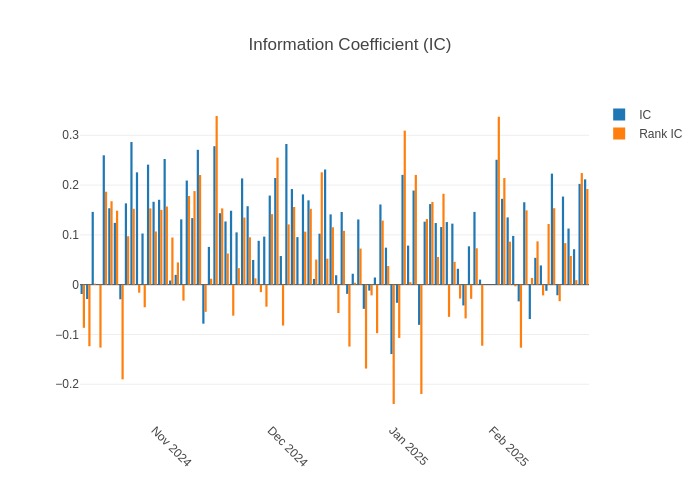 Information Coefficient (IC)
IC
Rank IC
0.3
0.2
0.1
0
−0.1
−0.2
Nov 2024
Dec 2024
Jan 2025
Feb 2025